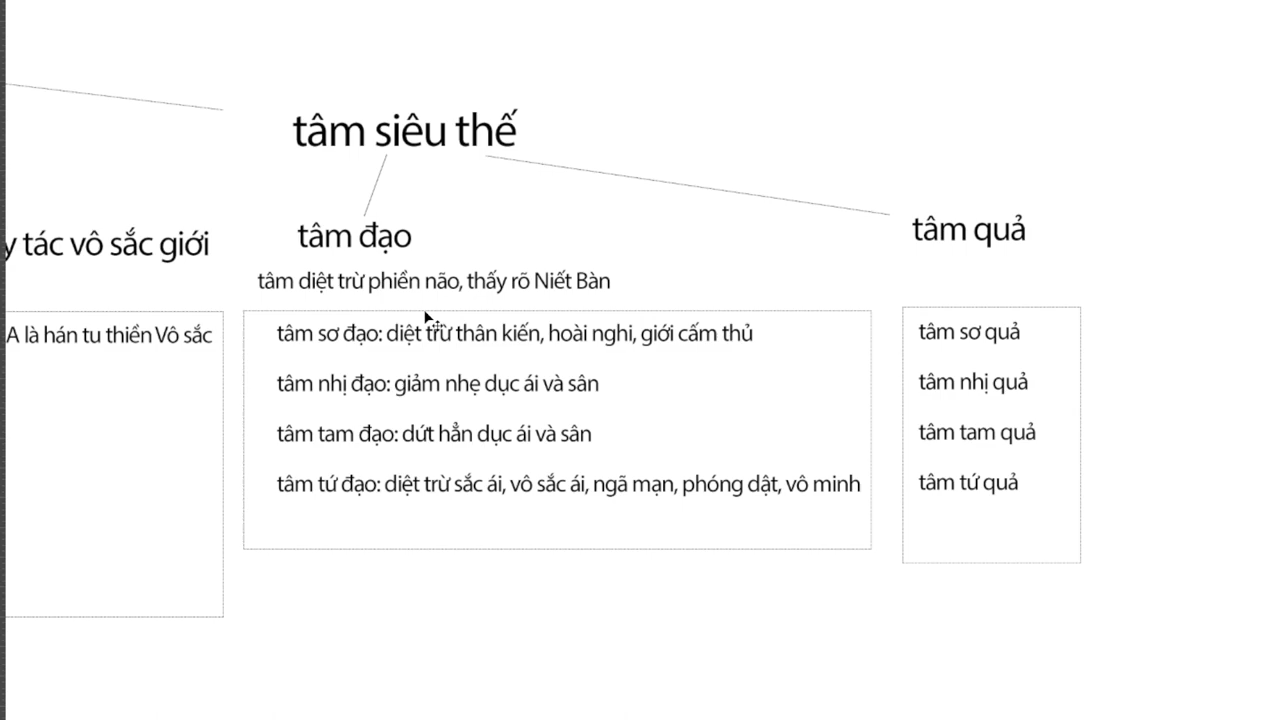 tâm siêu thế
y tác vô sắc giới
tâm đạo
tâm quả
tâm diệt trừ phiền não, thấy rõ Niết Bàn
A là hán tu thiền Vô sắc
tâm sơ đạo: diệt trừ thân kiến, hoài nghi, giới cấm thủ
tâm nhị đạo: giảm nhẹ dục ái và sân
tâm tam đạo: dứt hẳn dục ái và sân
tâm tứ đạo: diệt trừ sắc ái, vô sắc ái, ngã mạn, phóng dật, vô minh
tâm sơ quả
tâm nhị quả
tâm tam quả
tâm tứ quả